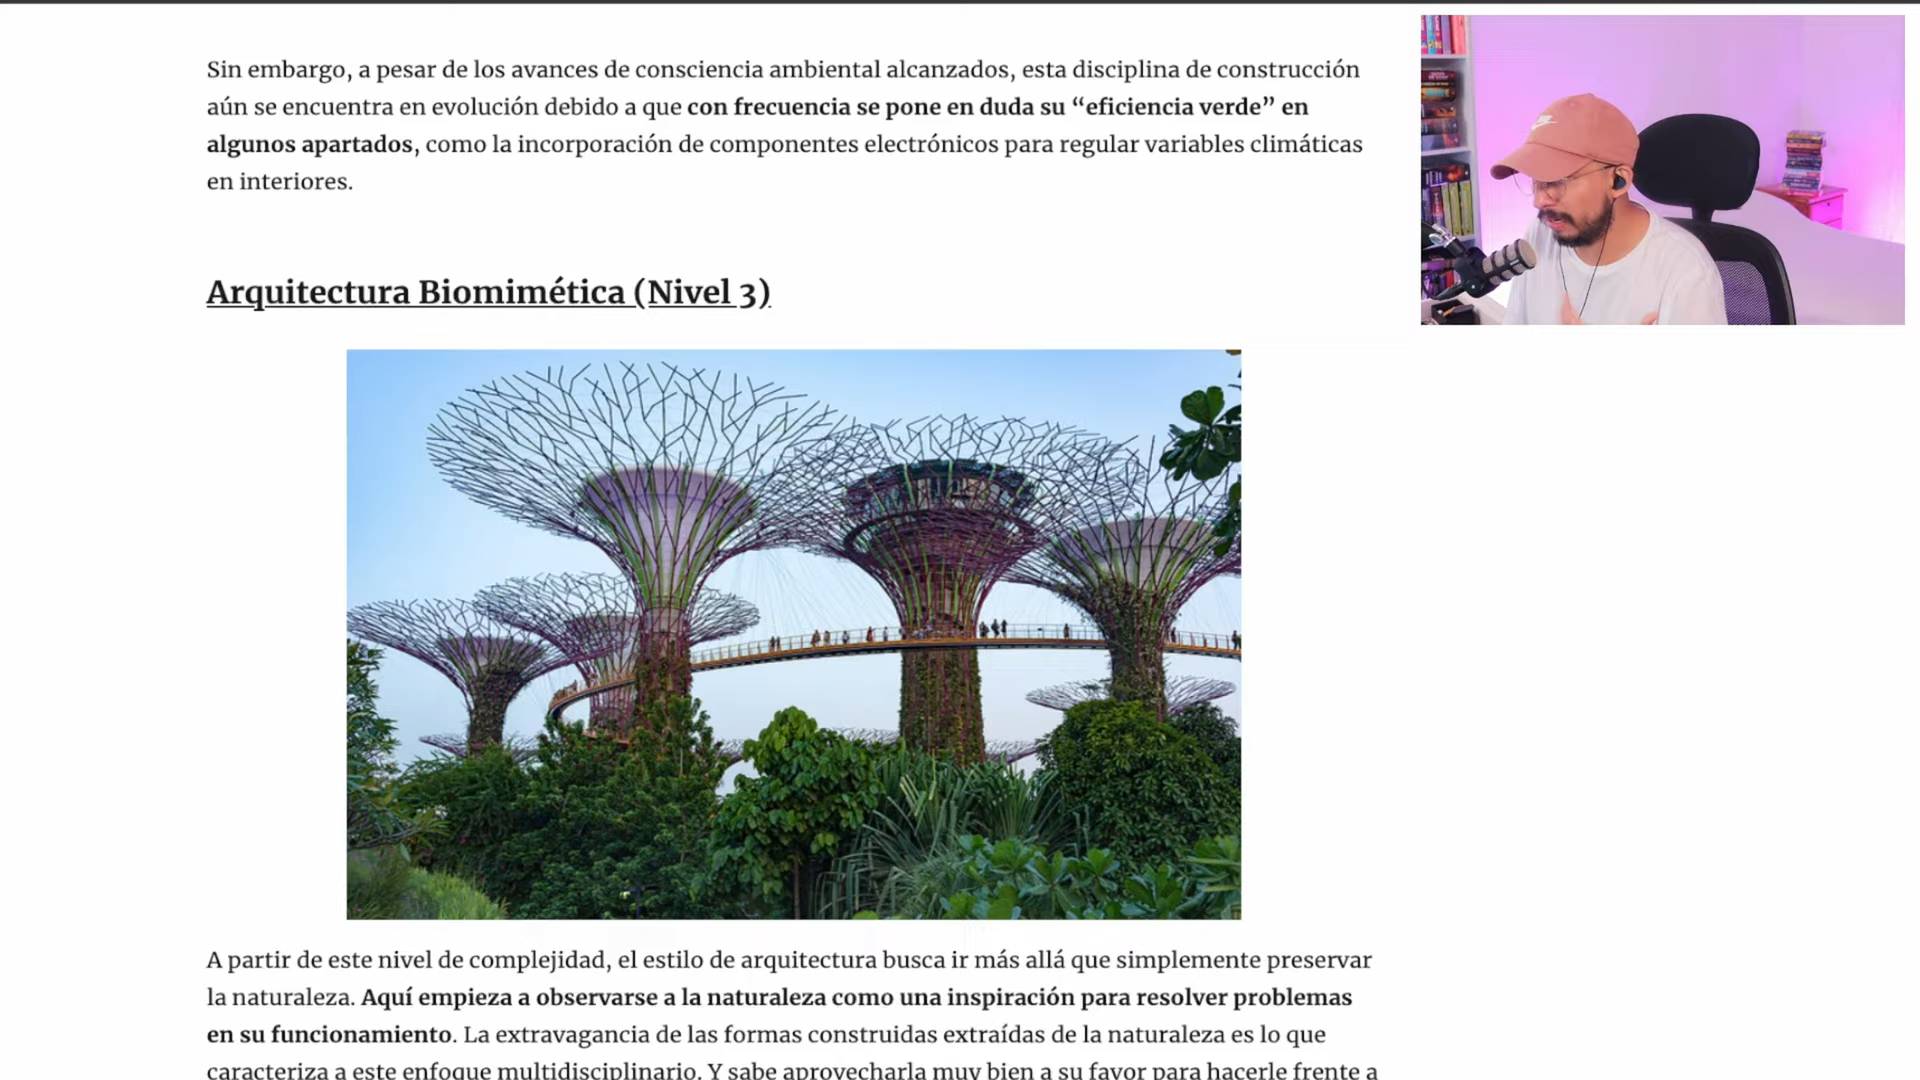 Sin embargo, a pesar de los avances de consciencia ambiental alcanzados, esta disciplina de construcción
aún se encuentra en evolución debido a que con frecuencia se pone en duda su “eficiencia verde” en
algunos apartados, como la incorporación de componentes electrónicos para regular variables climáticas
en interiores.
Arquitectura Biomimética (Nivel 3)
A partir de este nivel de complejidad, el estilo de arquitectura busca ir más allá que simplemente preservar
la naturaleza. Aquí empieza a observarse a la naturaleza como una inspiración para resolver problemas
en su funcionamiento. La extravagancia de las formas construidas extraídas de la naturaleza es lo que
caracteriza a este enfoque multidisciplinario. Y sabe aprovecharla muy bien a su favor para hacerle frente a